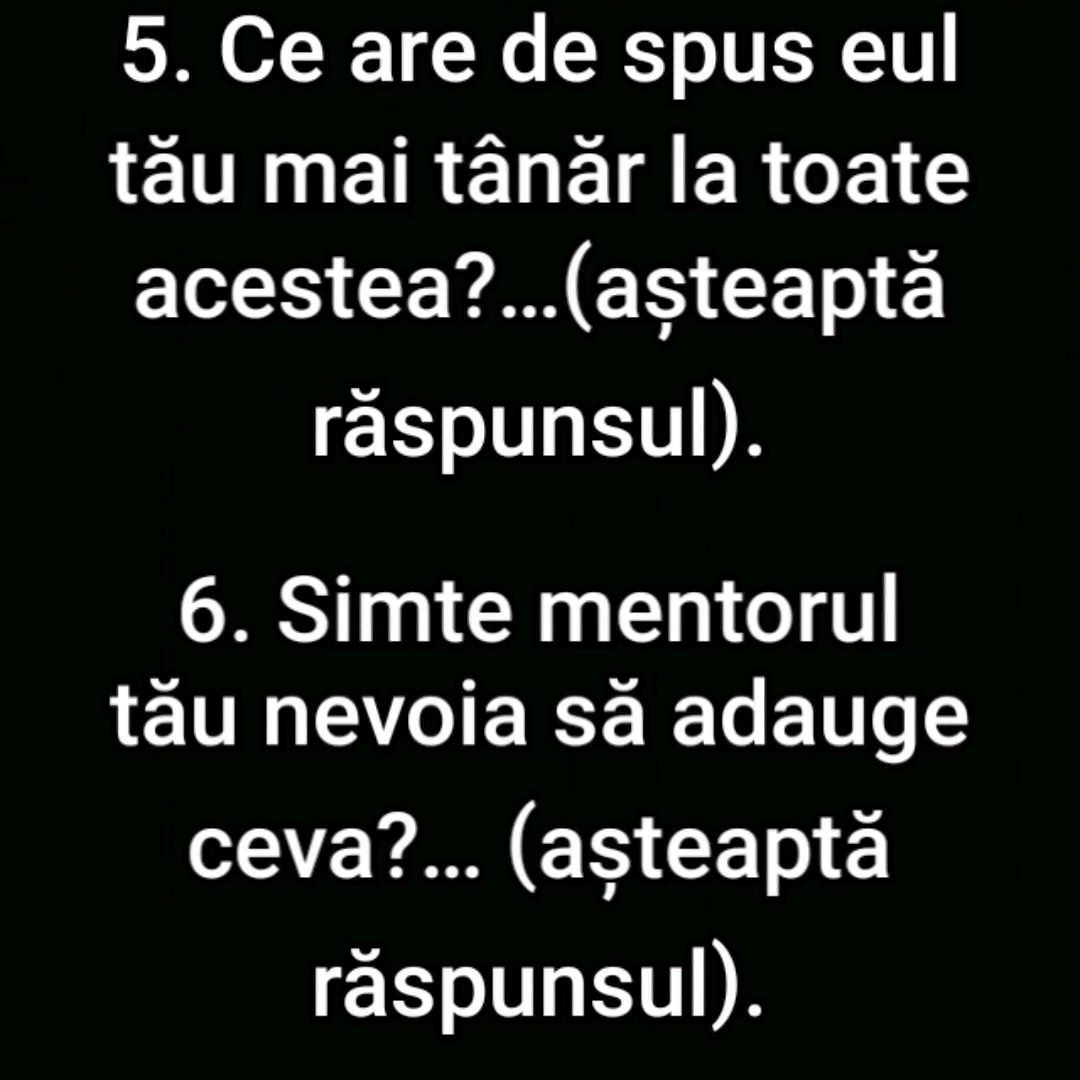 5. Ce are de spus eul
tău mai tânăr la toate
acestea?...(așteaptă
răspunsul).
6. Simte mentorul
tău nevoia să adauge
ceva?... (așteaptă
răspunsul).